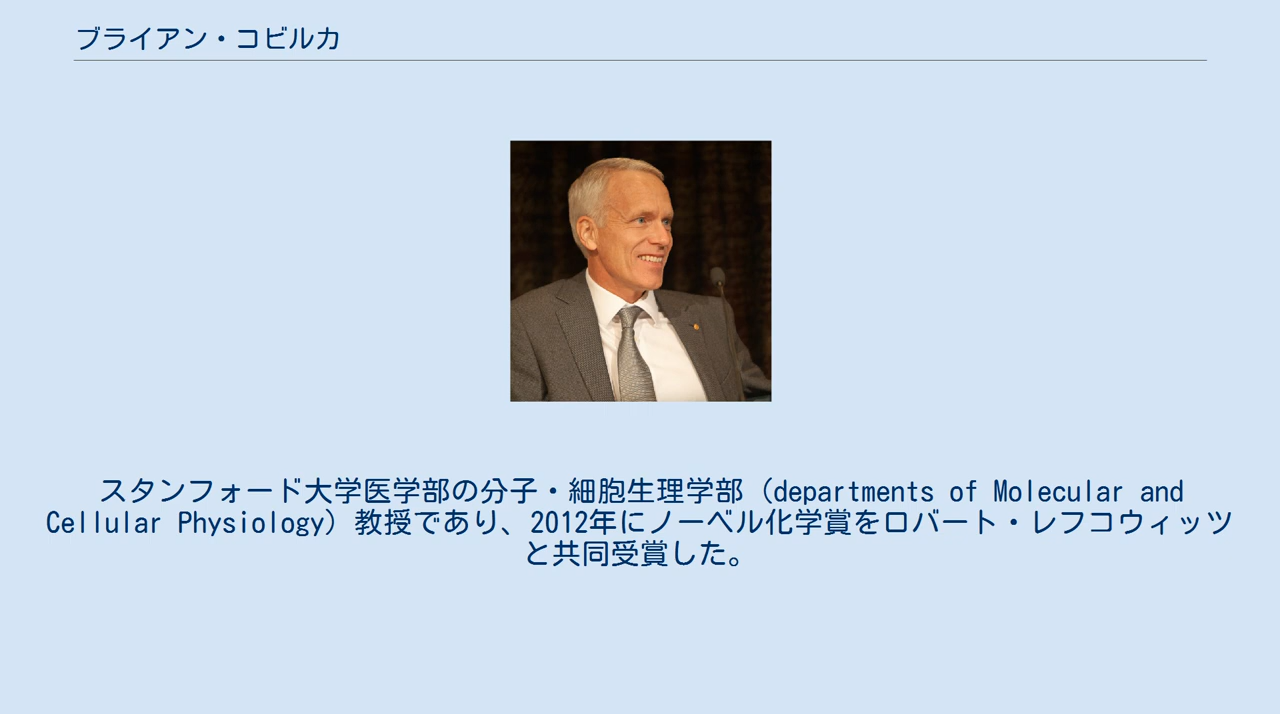 ブライアン・コビルカ
スタンフォード大学医学部の分子・細胞生理学部（departments of Molecular and
Cellular Physiology）教授であり、2012年にノーベル化学賞をロバート・レフコウィッツ
と共同受賞した。